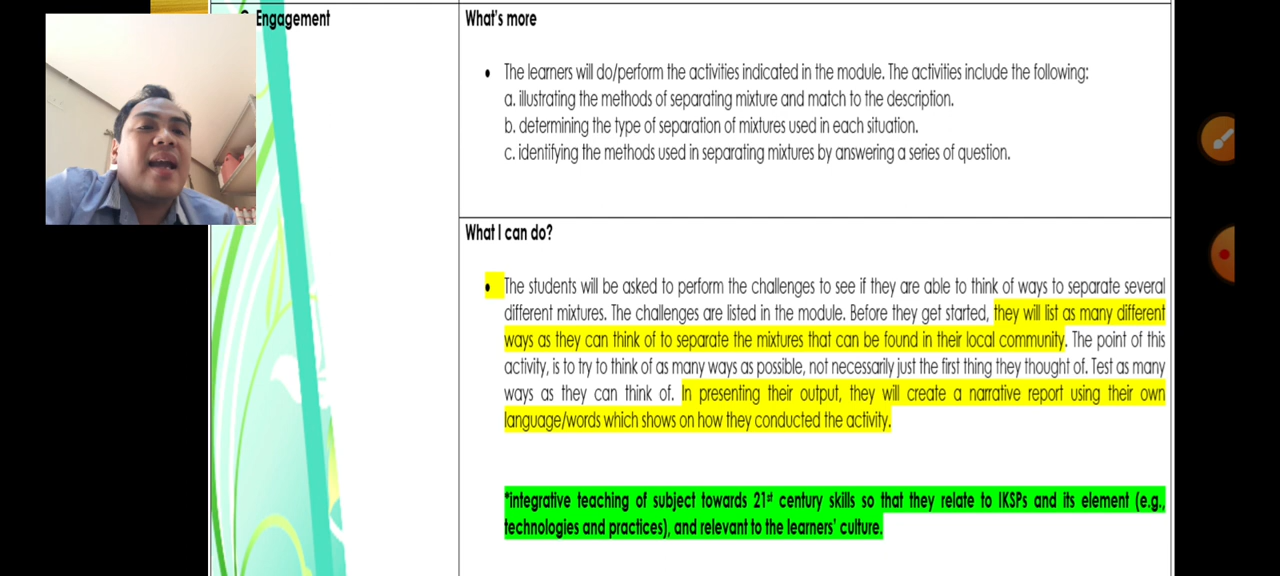 Engagement
What's more
• The learners will do/perform the activities indicated in the module. The activities include the following:
a. illustrating the methods of separating mixture and match to the description.
b. determining the type of separation of mixtures used in each situation.
c. identifying the methods used in separating mixtures by answering a series of question.
What I can do?
• The students will be asked to perform the challenges to see if they are able to think of ways to separate several
different mixtures. The challenges are listed in the module. Before they get started, they will list as many different
ways as they can think of to separate the mixtures that can be found in their local community. The point of this
activity, is to try to think of as many ways as possible, not necessarily just the first thing they thought of. Test as many
ways as they can think of. In presenting their output, they will create a narrative report using their own
language/words which shows on how they conducted the activity.
*integrative teaching of subject towards 21st century skills so that they relate to IKSPs and its element (e.g.,
technologies and practices), and relevant to the learners' culture.